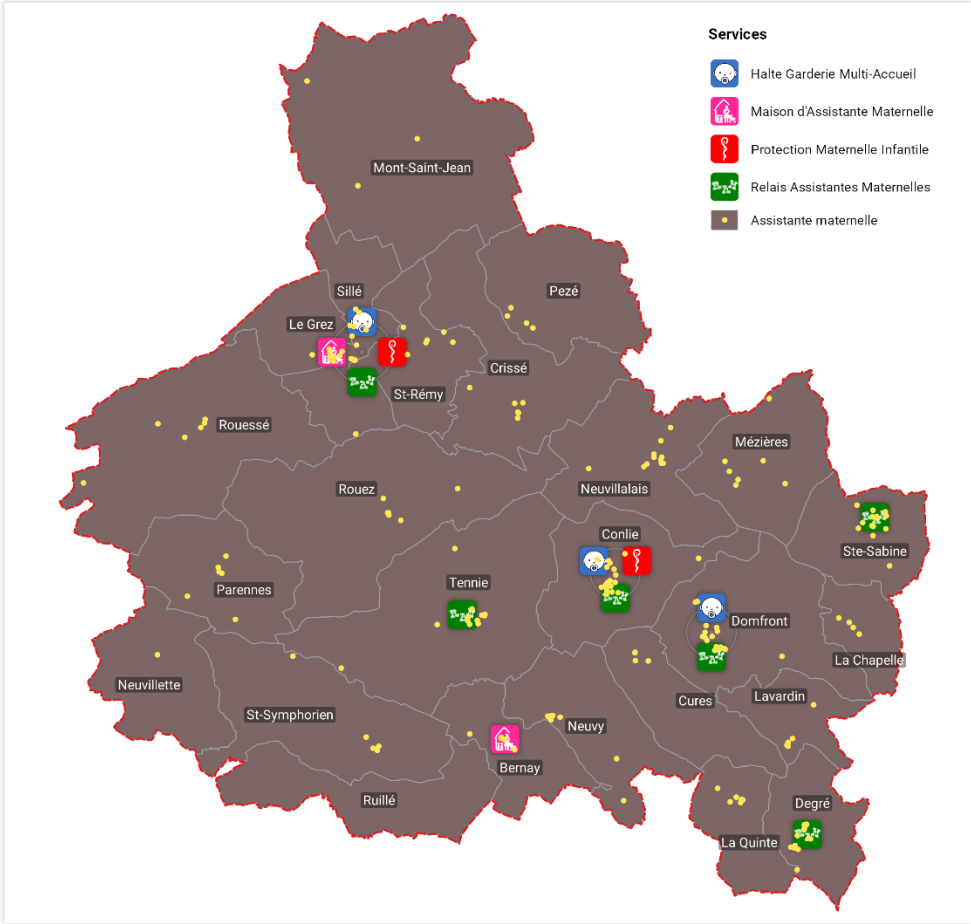 Services
Halte Garderie Multi-Accueil
Maison d'Assistante Maternelle
Protection Maternelle Infantile
Relais Assistantes Maternelles
Assistante maternelle
Mont-Saint-Jean
Sillé
Pezé
Le Grez
Crissé
St-Rémy
Rouessé
Mézières
Rouez
Neuvillalais
Conlie
Ste-Sabine
Tennie
Parennes
Domfront
La Chapelle
Neuvillette
Lavardin
Cures
St-Symphorien
Neuvy
Bernay
Ruillé
Degré
La Quinte